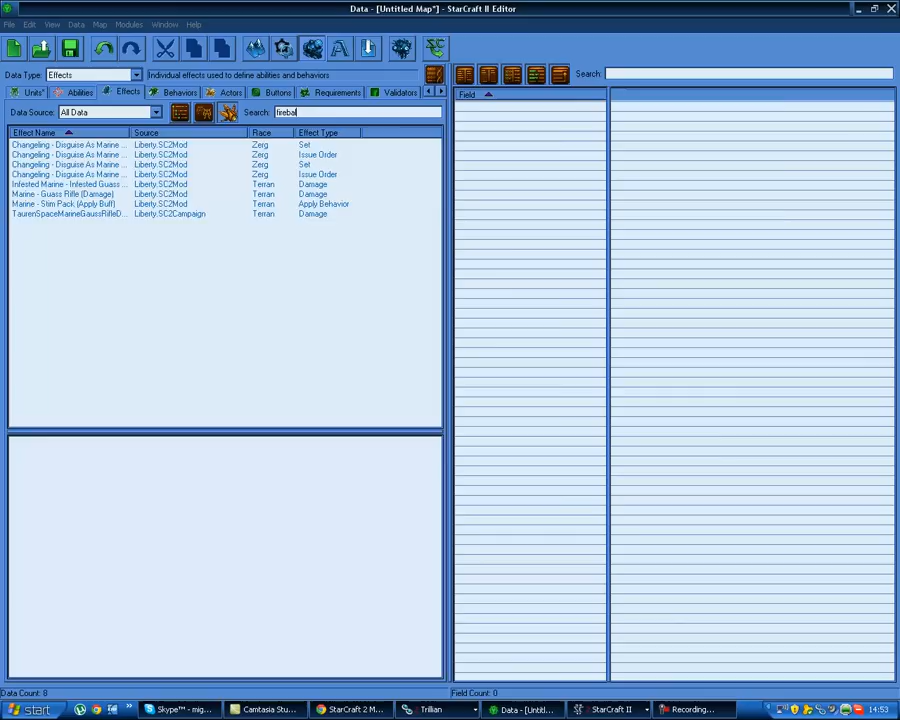 Data - [Untitled Map*] - StarCraft II Editor
File Edit View Data Map Modules Window Help
Data Type: Effects Individual effects used to define abilities and behaviors
Search:
Units* Abilities Effects Behaviors Actors Buttons Requirements Validators
Data Source: All Data Search: firebal
Field
Effect Name Source Race Effect Type
Changeling - Disguise As Marine ... Liberty.SC2Mod Zerg Set
Changeling - Disguise As Marine ... Liberty.SC2Mod Zerg Issue Order
Changeling - Disguise As Marine ... Liberty.SC2Mod Zerg Set
Changeling - Disguise As Marine ... Liberty.SC2Mod Zerg Issue Order
Infested Marine - Infested Guass ... Liberty.SC2Mod Terran Damage
Marine - Guass Rifle (Damage) Liberty.SC2Mod Terran Damage
Marine - Stim Pack (Apply Buff) Liberty.SC2Mod Terran Apply Behavior
TaurenSpaceMarineGaussRifleD... Liberty.SC2Campaign Terran Damage
Data Count: 8 Field Count: 0
start Skype™ - mig... Camtasia Stu... StarCraft 2 M... Trillian Data - [Untitl... StarCraft II Recording... 14:53